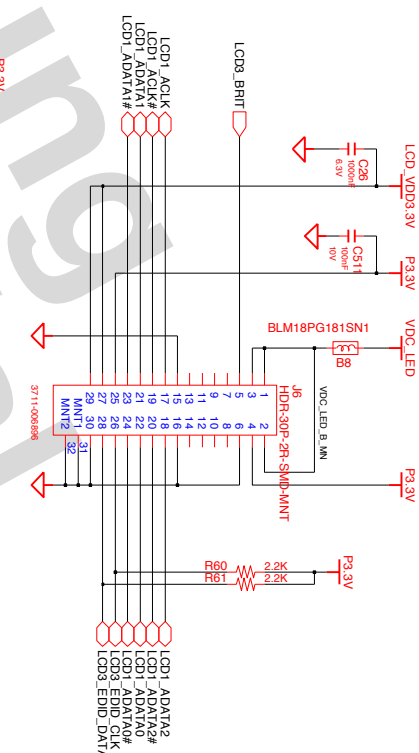 P3.3V
LCD1_ADATA1#
LCD1_ADATA1
LCD1_ACLK#
LCD1_ACLK
LCD3_BRIT
C26
1000nF
6.3V
LCD_VDD3.3V
C511
100nF
10V
P3.3V
BLM18PG181SN1
B8
VDC_LED
VDC_LED_B_MN
J6
HDR-30P-2R-SMD-MNT
1 2
3 4
5 6
7 8
9 10
11 12
13 14
15 16
17 18
19 20
21 22
23 24
25 26
27 28
29 30
MNT1 31
MNT2 32
3711-006896
P3.3V
R60 2.2K
R61 2.2K
P3.3V
LCD1_ADATA2
LCD1_ADATA2#
LCD1_ADATA0
LCD1_ADATA0#
LCD3_EDID_CLK
LCD3_EDID_DATA
ung